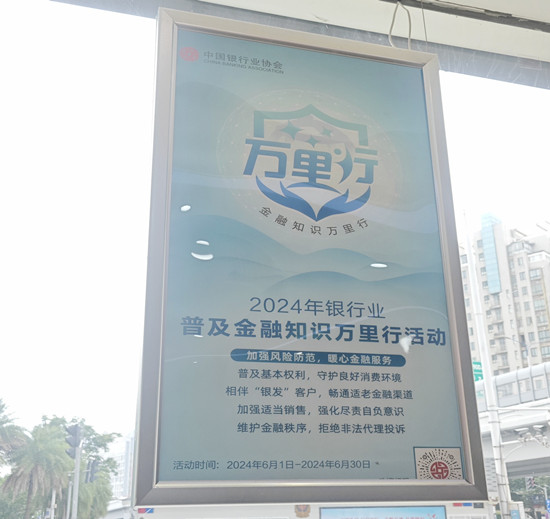 中国银行业协会
CHINA BANKING ASSOCIATION
万里行
金融知识万里行
2024年银行业
普及金融知识万里行活动
加强风险防范，暖心金融服务
普及基本权利，守护良好消费环境
相伴“银发”客户，畅通适老金融渠道
加强适当销售，强化尽责自负意识
维护金融秩序，拒绝非法代理投诉
活动时间：2024年6月1日-2024年6月30日